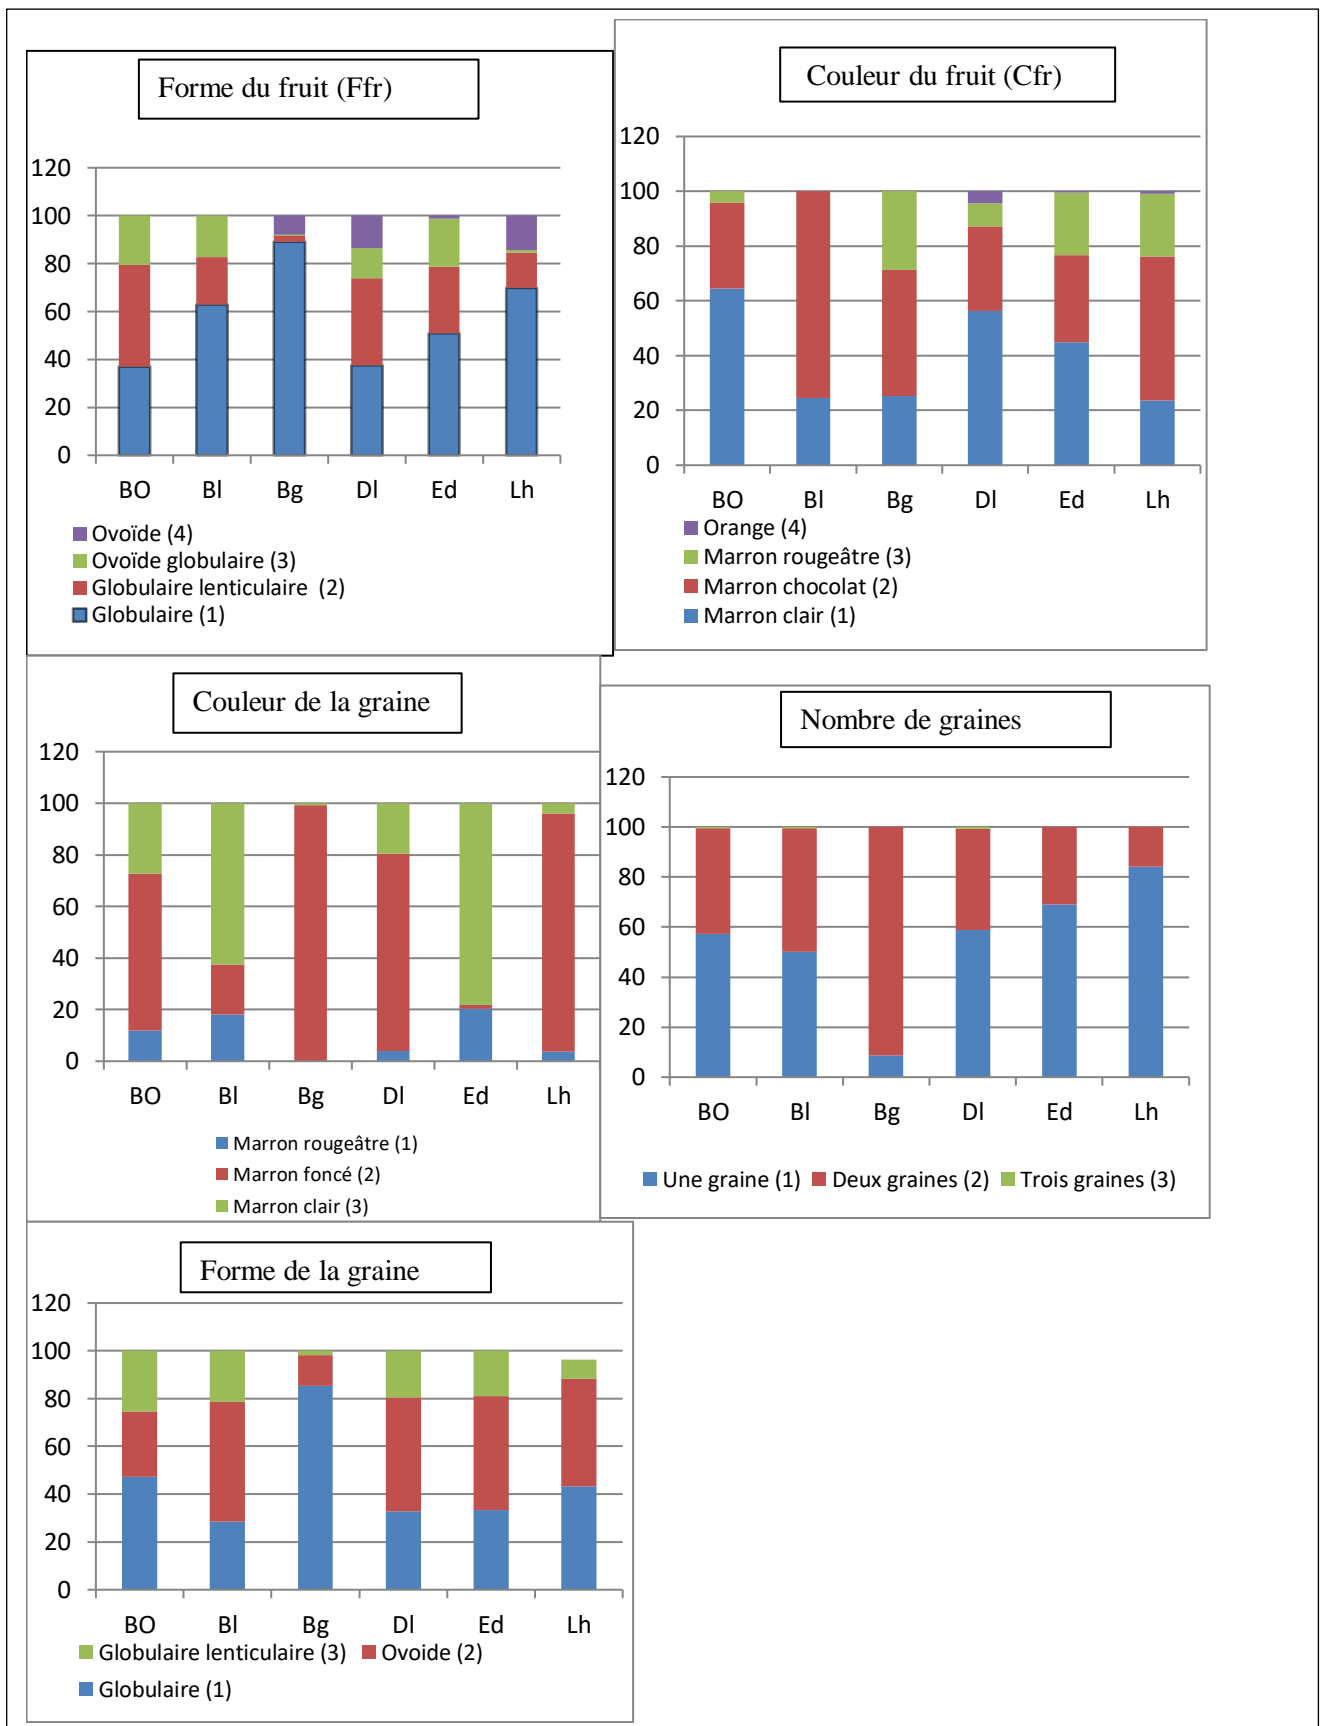 Forme du fruit (Ffr)
120
100
80
60
40
20
0
BO Bl Bg Dl Ed Lh
Ovoïde (4)
Ovoïde globulaire (3)
Globulaire lenticulaire (2)
Globulaire (1)
Couleur du fruit (Cfr)
120
100
80
60
40
20
0
BO Bl Bg Dl Ed Lh
Orange (4)
Marron rougeâtre (3)
Marron chocolat (2)
Marron clair (1)
Couleur de la graine
120
100
80
60
40
20
0
BO Bl Bg Dl Ed Lh
Marron rougeâtre (1)
Marron foncé (2)
Marron clair (3)
Nombre de graines
120
100
80
60
40
20
0
BO Bl Bg Dl Ed Lh
Une graine (1) Deux graines (2) Trois graines (3)
Forme de la graine
120
100
80
60
40
20
0
BO Bl Bg Dl Ed Lh
Globulaire lenticulaire (3) Ovoide (2)
Globulaire (1)